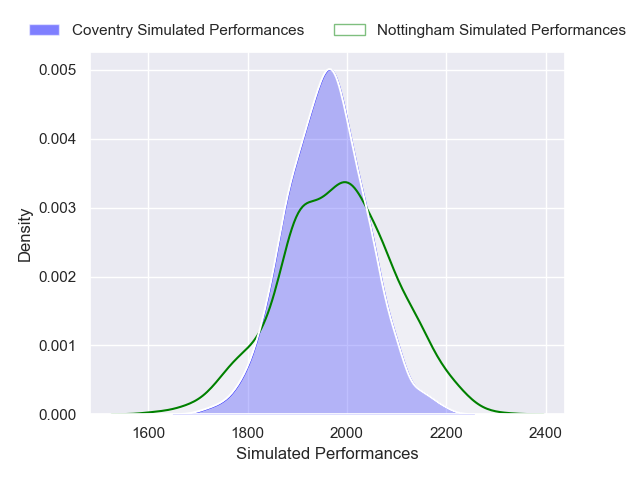 Coventry Simulated Performances Nottingham Simulated Performances
0.005
0.004
0.003
0.002
0.001
0.000
Density
1600 1800 2000 2200 2400
Simulated Performances